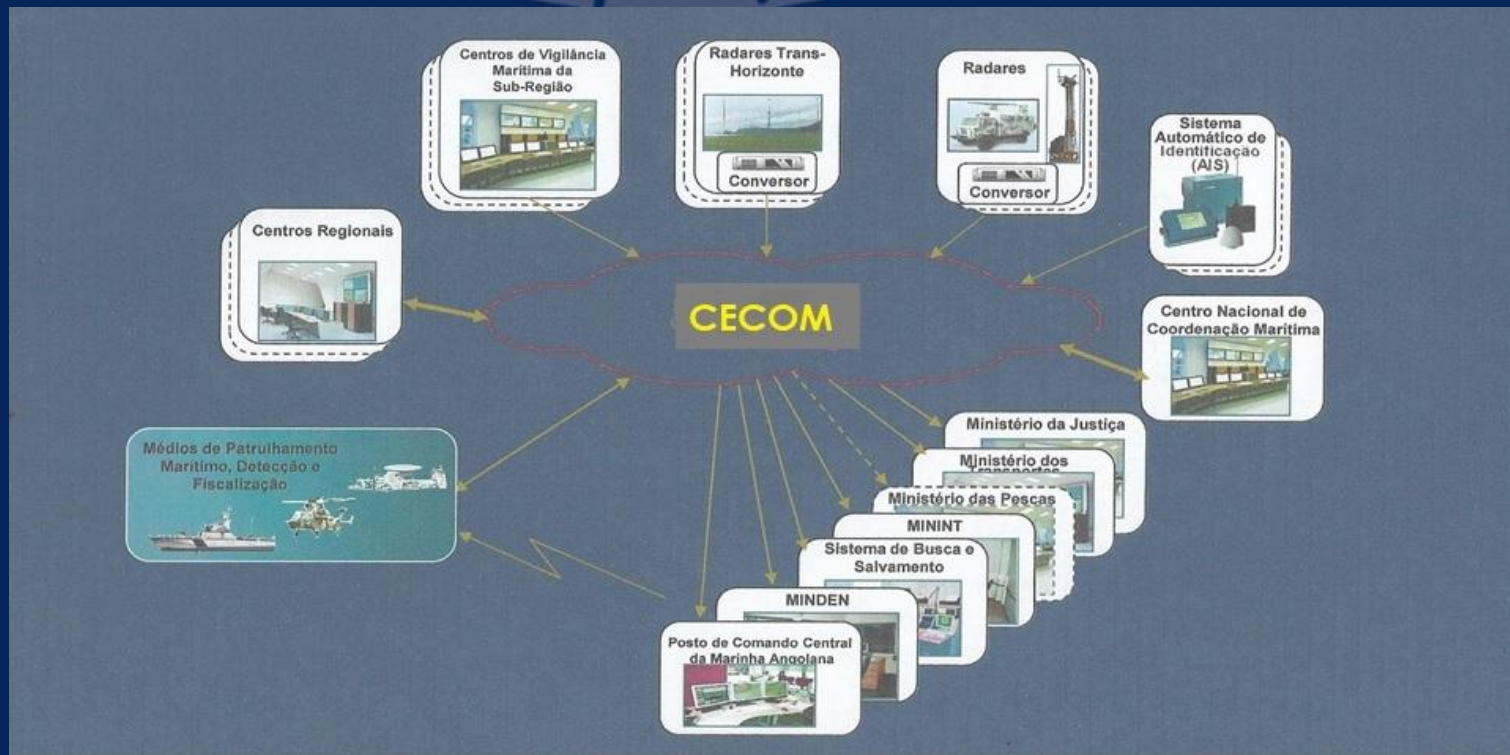 Centros de Vigilância
Marítima da
Sub-Região
Radares Trans-
Horizonte
Conversor
Radares
Conversor
Sistema
Automático de
Identificação
(AIS)
Centros Regionais
CECOM
Centro Nacional de
Coordenação Marítima
Médios de Patrulhamento
Marítimo, Detecção e
Fiscalização
Ministério da Justiça
Ministério dos
Transportes
Ministério das Pescas
MININT
Sistema de Busca e
Salvamento
MINDEN
Posto de Comando Central
da Marinha Angolana